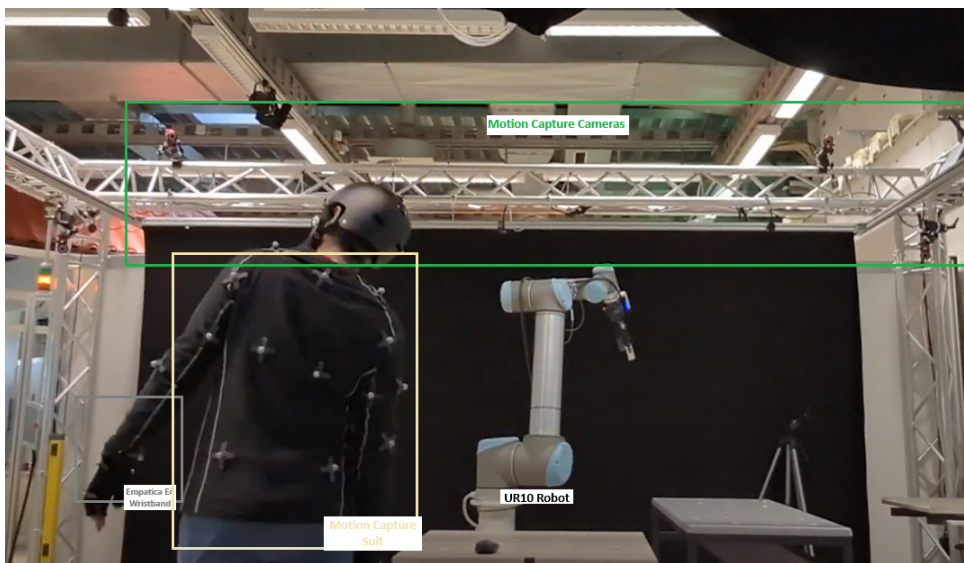 Motion Capture Cameras
Empatica E4
Wristband
UR10 Robot
Motion Capture
Suit